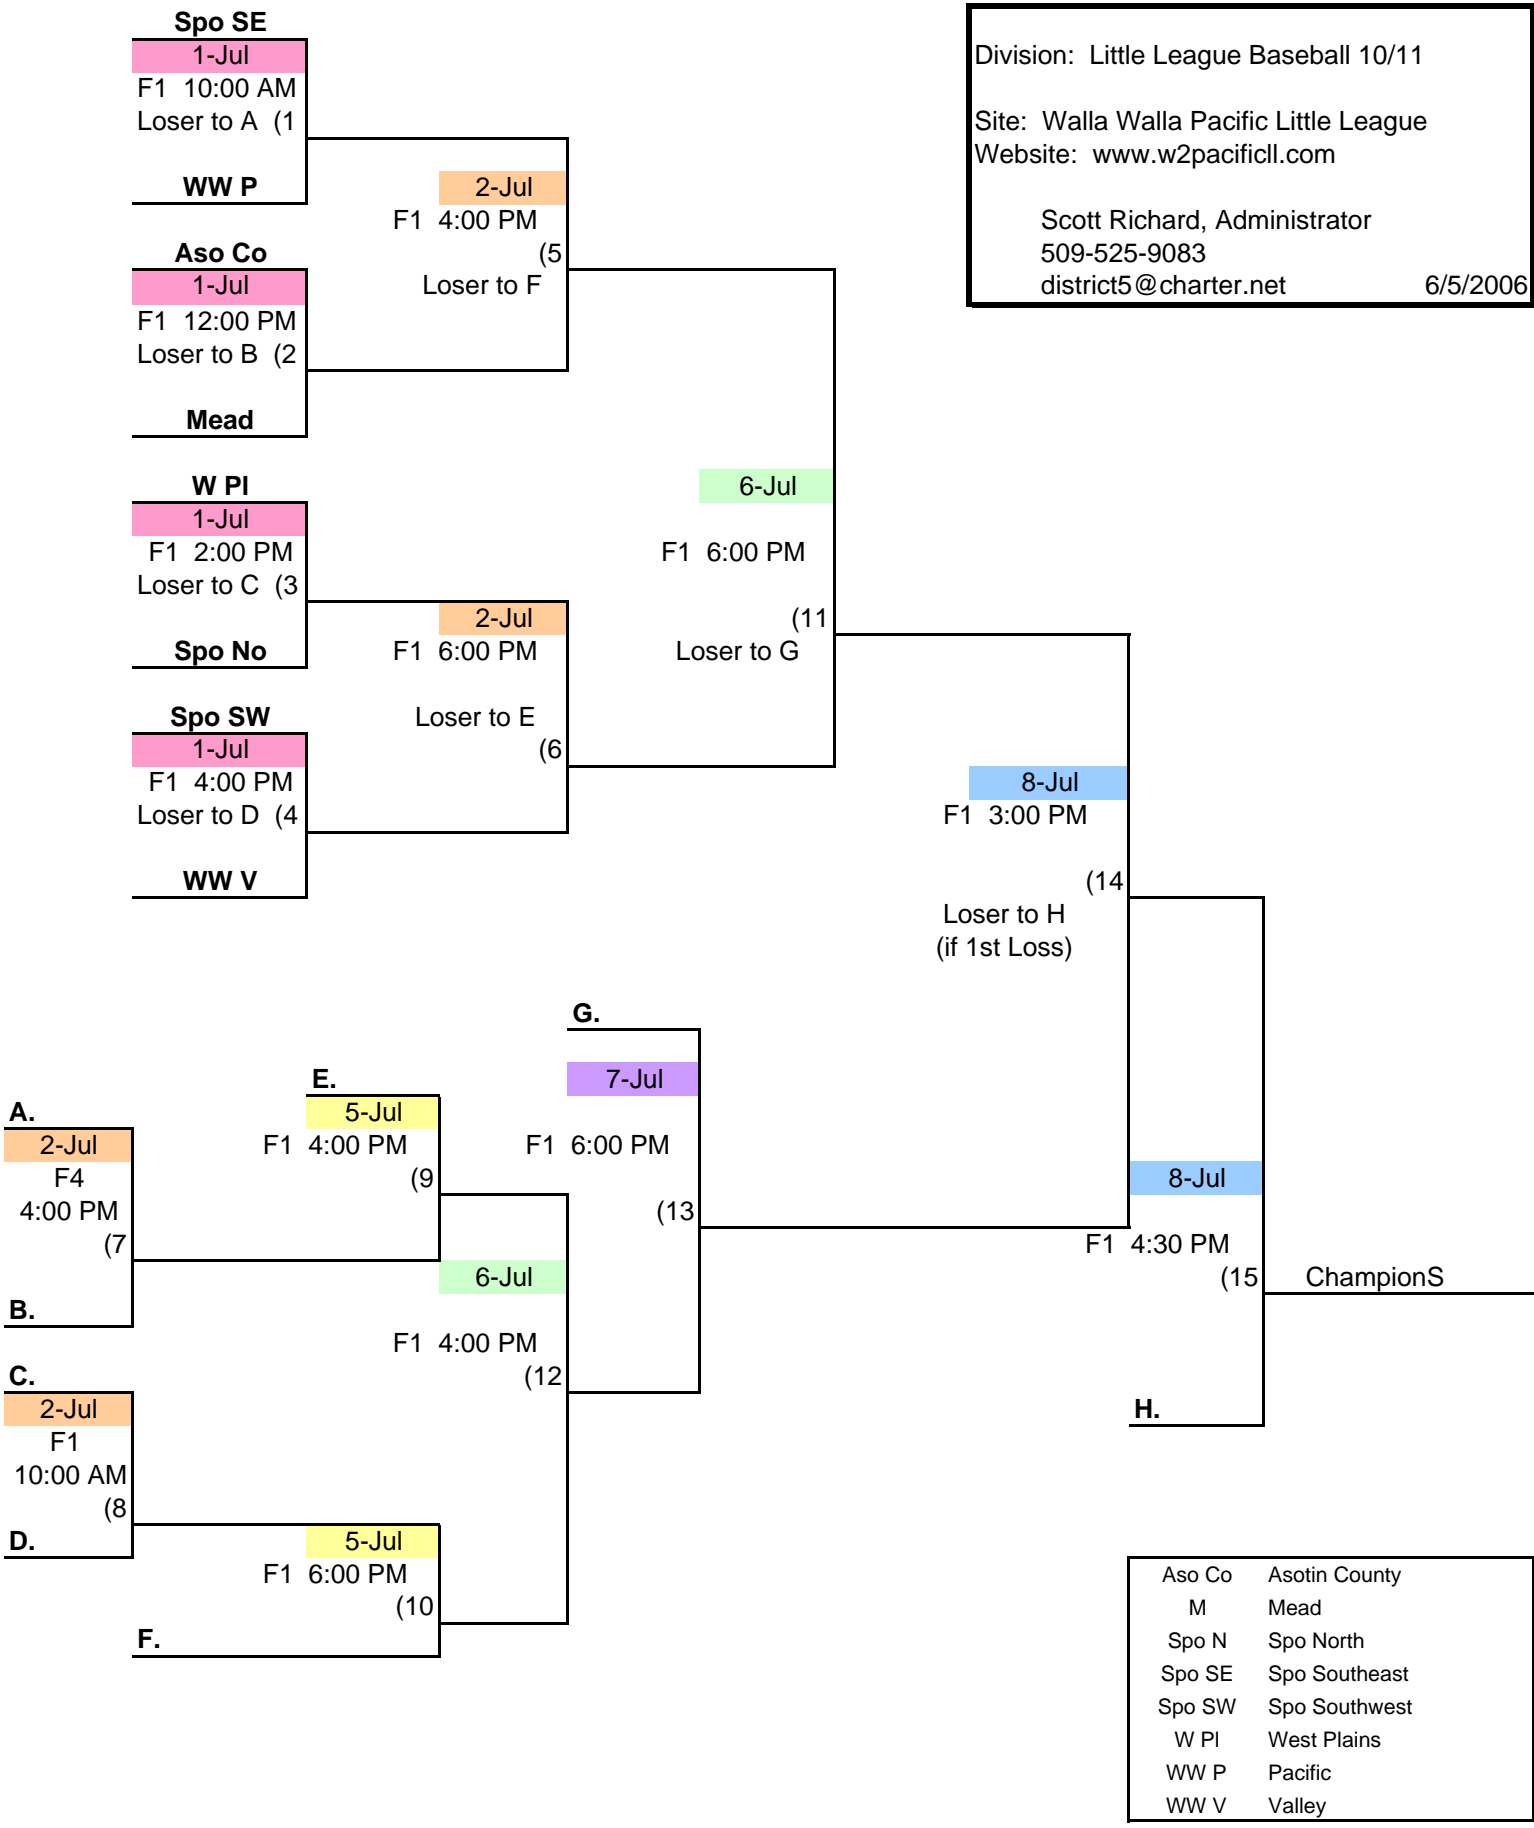 Spo SE
1-Jul
F1 10:00 AM
Loser to A (1
WW P
Division: Little League Baseball 10/11
Site: Walla Walla Pacific Little League
Website: www.w2pacificll.com
Scott Richard, Administrator
509-525-9083
district5@charter.net 6/5/2006
2-Jul
F1 4:00 PM
(5
Loser to F
Aso Co
1-Jul
F1 12:00 PM
Loser to B (2
Mead
W Pl
1-Jul
F1 2:00 PM
Loser to C (3
Spo No
6-Jul
F1 6:00 PM
(11
Loser to G
2-Jul
F1 6:00 PM
Loser to E
(6
Spo SW
1-Jul
F1 4:00 PM
Loser to D (4
WW V
8-Jul
F1 3:00 PM
(14
Loser to H
(if 1st Loss)
G.
7-Jul
F1 6:00 PM
(13
E.
5-Jul
F1 4:00 PM
(9
A.
2-Jul
F4
4:00 PM
(7
B.
8-Jul
F1 4:30 PM
(15
ChampionS
6-Jul
F1 4:00 PM
(12
C.
2-Jul
F1
10:00 AM
(8
D.
H.
5-Jul
F1 6:00 PM
(10
F.
Aso Co Asotin County
M Mead
Spo N Spo North
Spo SE Spo Southeast
Spo SW Spo Southwest
W Pl West Plains
WW P Pacific
WW V Valley